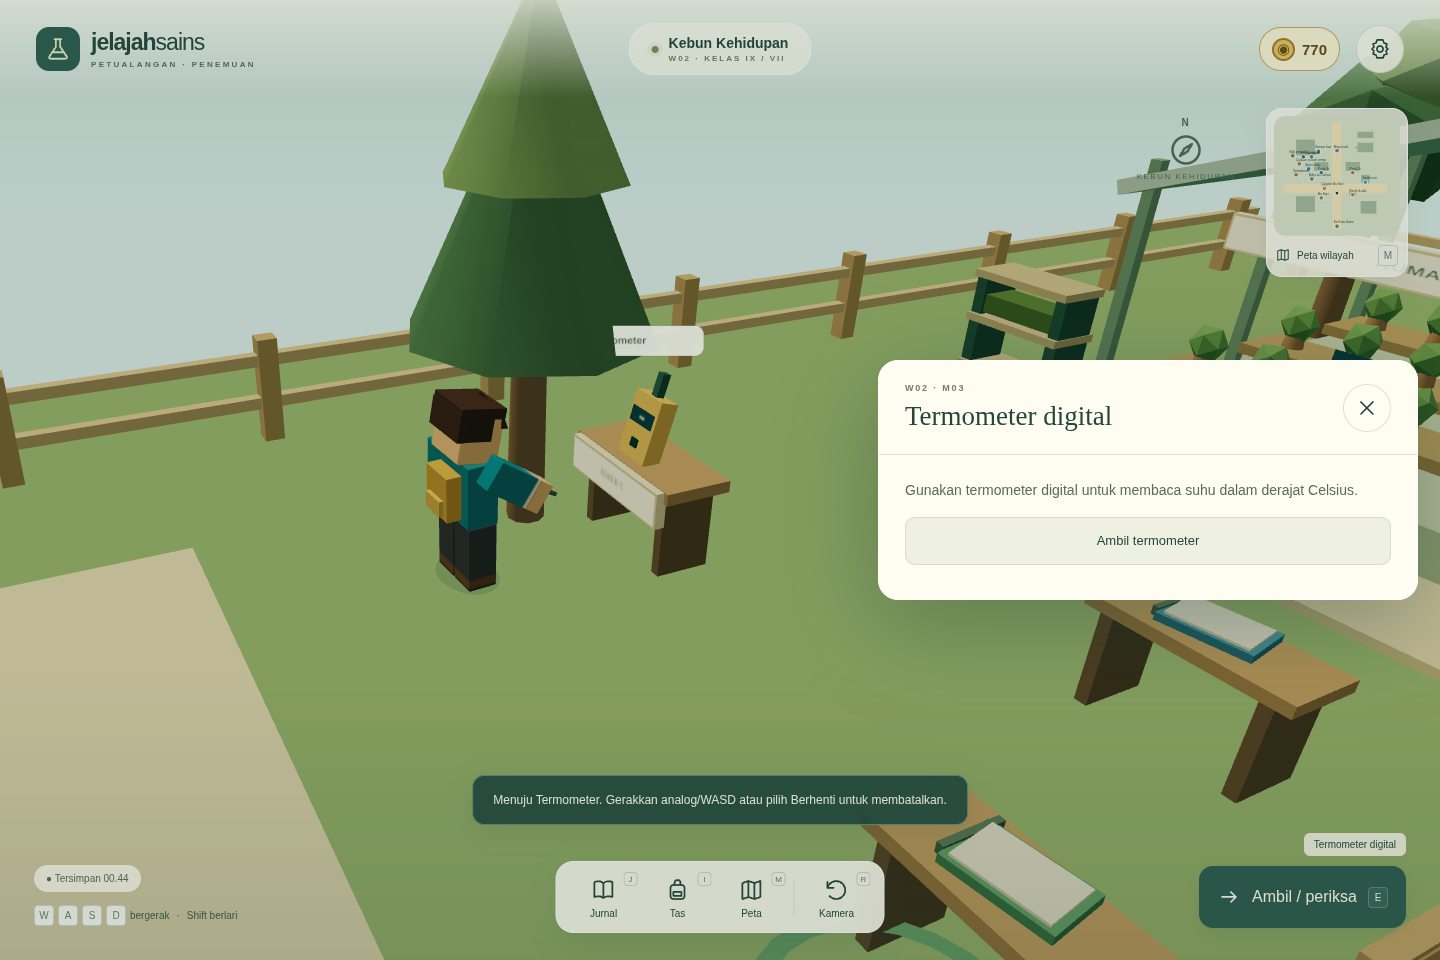 jelajahsains
PETUALANGAN · PENEMUAN
Kebun Kehidupan
W02 · KELAS IX / VII
770
N
Peta wilayah
M
ometer
W02 · M03
Termometer digital
Gunakan termometer digital untuk membaca suhu dalam derajat Celsius.
Ambil termometer
Menuju Termometer. Gerakkan analog/WASD atau pilih Berhenti untuk membatalkan.
Termometer digital
Ambil / periksa
E
Tersimpan 00.44
W A S D bergerak · Shift berlari
Jurnal
J
Tas
I
Peta
M
Kamera
R